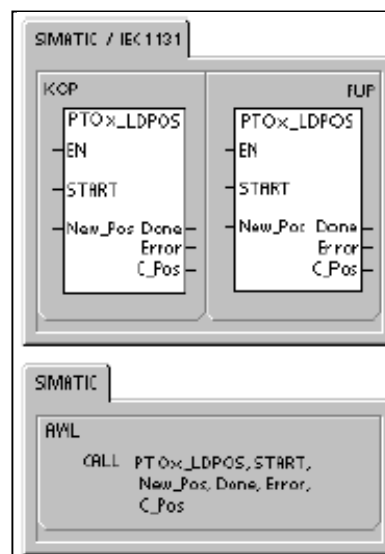 SIMATIC / IEC 1131
KOP FUP
PTOx_LDPOS PTOx_LDPOS
EN EN
START START
New_Pos Done New_Pos Done
Error Error
C_Pos C_Pos
SIMATIC
AWL
CALL PTOx_LDPOS, START,
New_Pos, Done, Error,
C_Pos